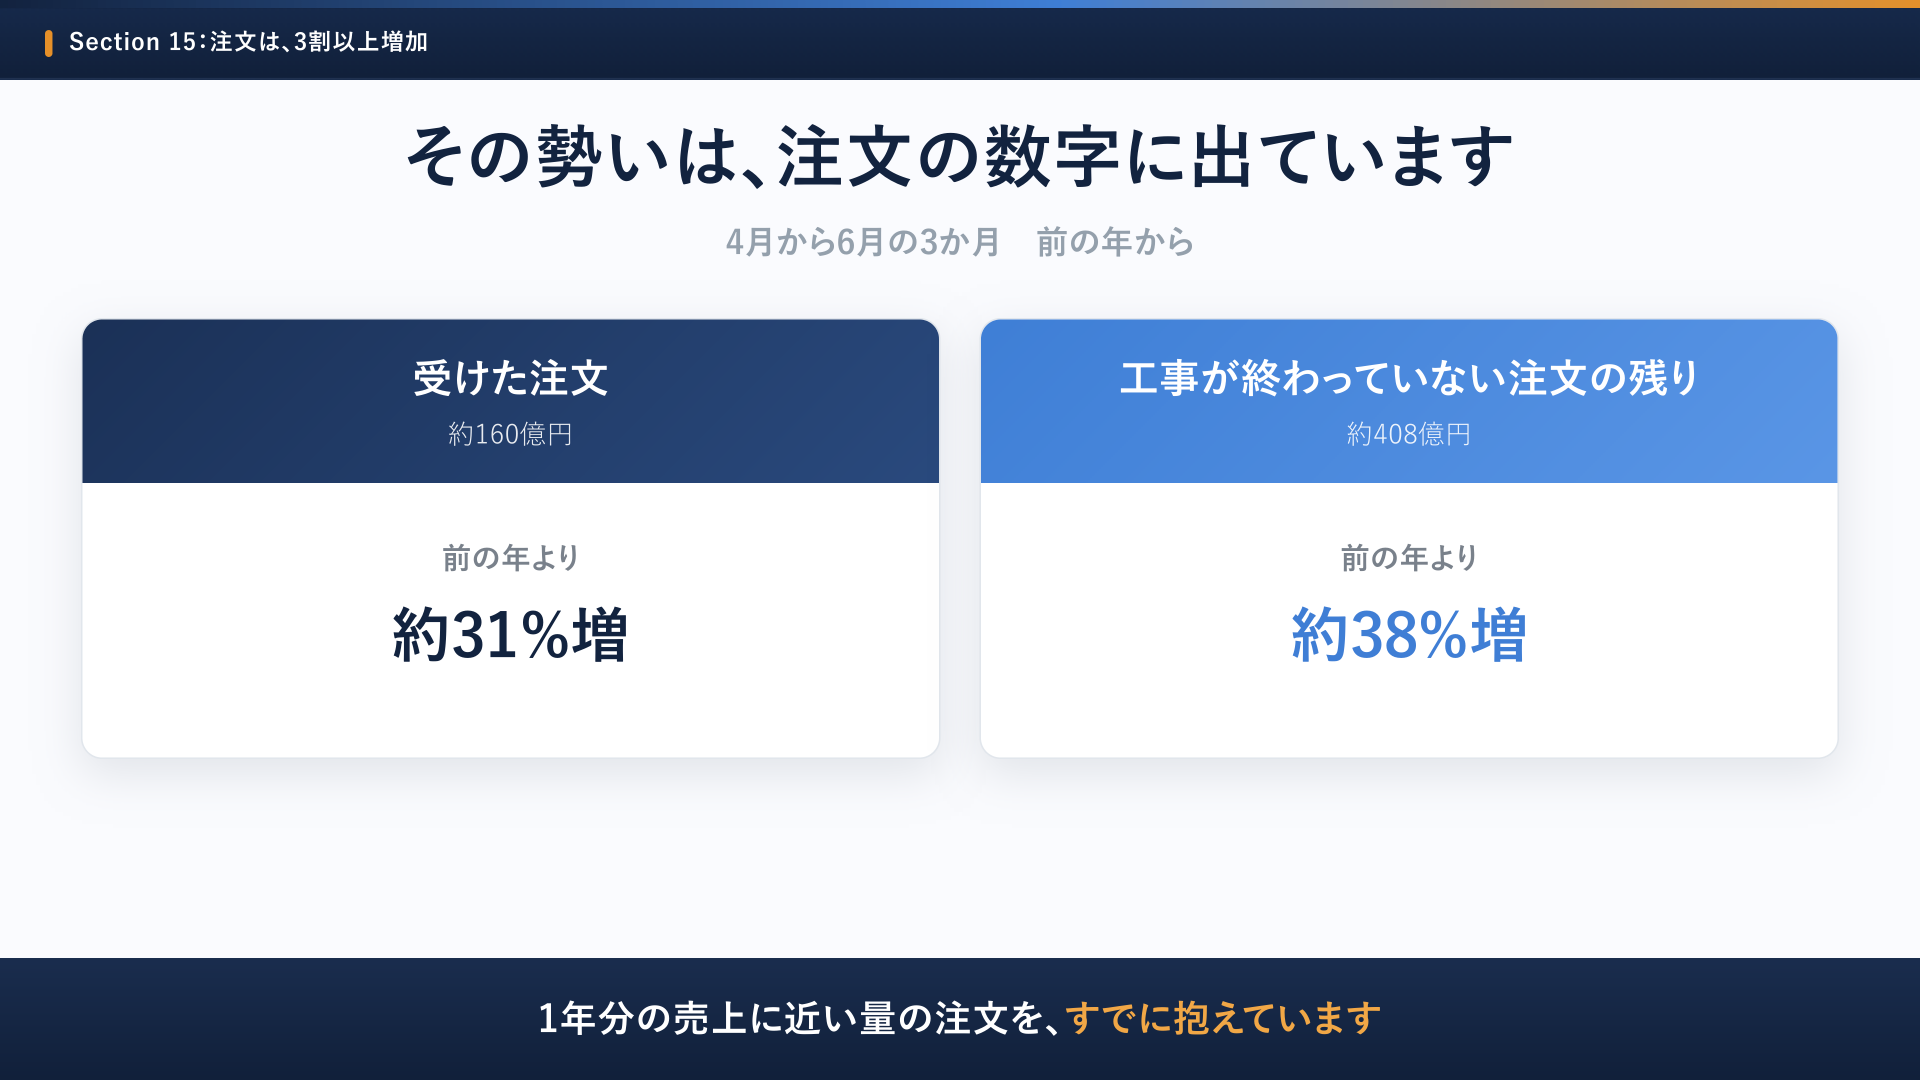 Section 15：注文は、3割以上増加
その勢いは、注文の数字に出ています
4月から6月の3か月　前の年から
受けた注文
約160億円
前の年より
約31%増
工事が終わっていない注文の残り
約408億円
前の年より
約38%増
1年分の売上に近い量の注文を、すでに抱えています